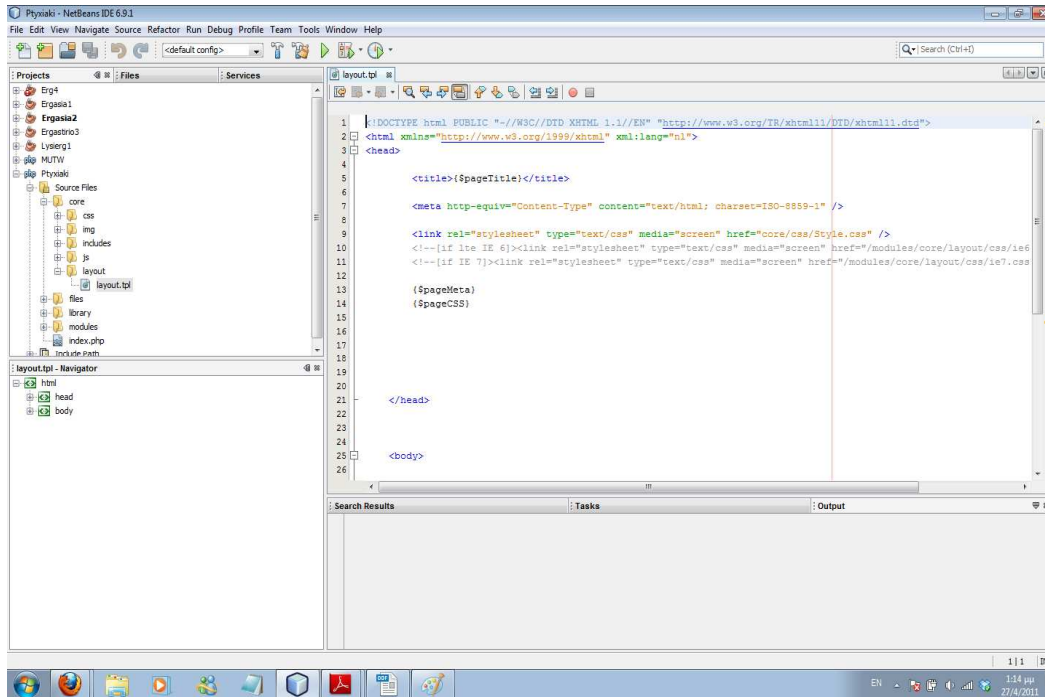 Ptyxiaki - NetBeans IDE 6.9.1
File Edit View Navigate Source Refactor Run Debug Profile Team Tools Window Help
<default config>
Search (Ctrl+I)
Projects Files Services
layout.tpl
Erg4
Ergasia1
Ergasia2
Ergastirio3
Lysierg1
MUTW
Ptyxiaki
Source Files
core
css
img
includes
js
layout
layout.tpl
files
library
modules
index.php
Include Path
layout.tpl - Navigator
html
head
body
1 <!DOCTYPE html PUBLIC "-//W3C//DTD XHTML 1.1//EN" "http://www.w3.org/TR/xhtml11/DTD/xhtml11.dtd">
2 <html xmlns="http://www.w3.org/1999/xhtml" xml:lang="nl">
3 <head>
4
5 <title>{$pageTitle}</title>
6
7 <meta http-equiv="Content-Type" content="text/html; charset=ISO-8859-1" />
8
9 <link rel="stylesheet" type="text/css" media="screen" href="core/css/Style.css" />
10 <!--[if lte IE 6]><link rel="stylesheet" type="text/css" media="screen" href="/modules/core/layout/css/ie6
11 <!--[if IE 7]><link rel="stylesheet" type="text/css" media="screen" href="/modules/core/layout/css/ie7.css
12
13 {$pageMeta}
14 {$pageCSS}
15
16
17
18
19
20
21 </head>
22
23
24
25 <body>
26
Search Results Tasks Output
1|1
EN 1:14 μμ
27/4/2011